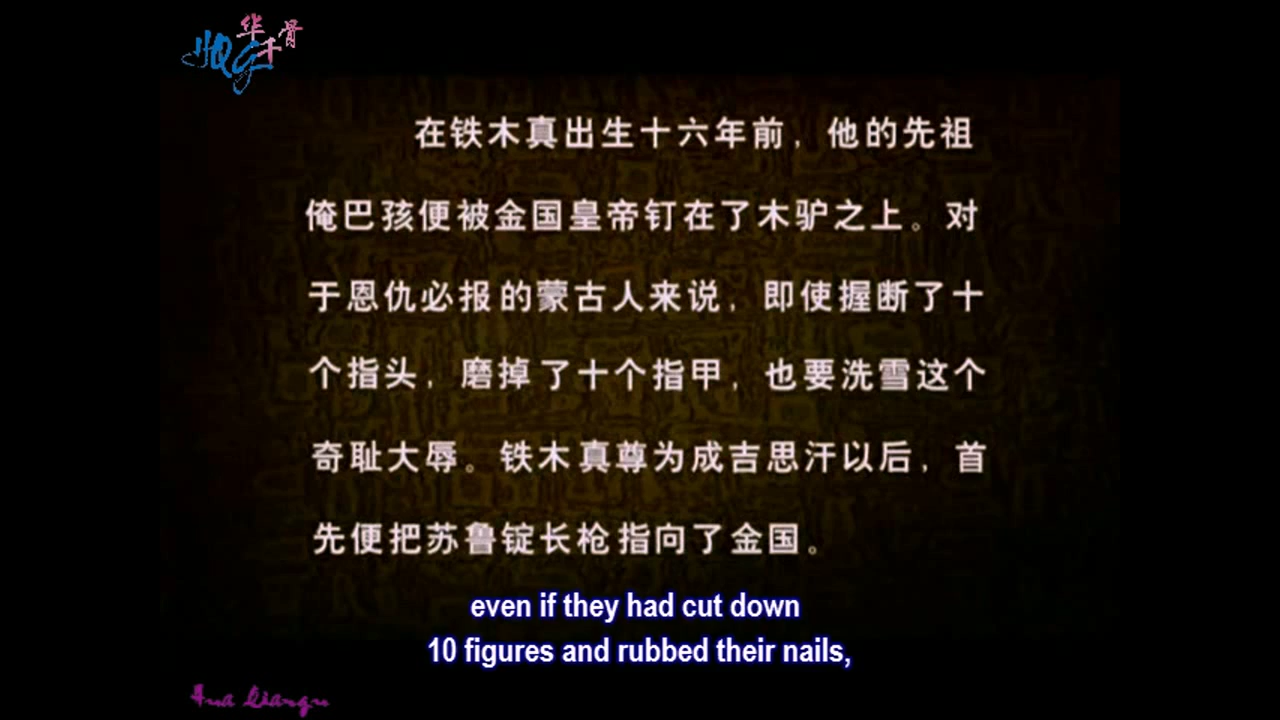 华千骨
在铁木真出生十六年前，他的先祖
俺巴孩便被金国皇帝钉在了木驴之上。对
于恩仇必报的蒙古人来说，即使握断了十
个指头，磨掉了十个指甲，也要洗雪这个
奇耻大辱。铁木真尊为成吉思汗以后，首
先便把苏鲁锭长枪指向了金国。
even if they had cut down
10 figures and rubbed their nails,
Hua Qiangu